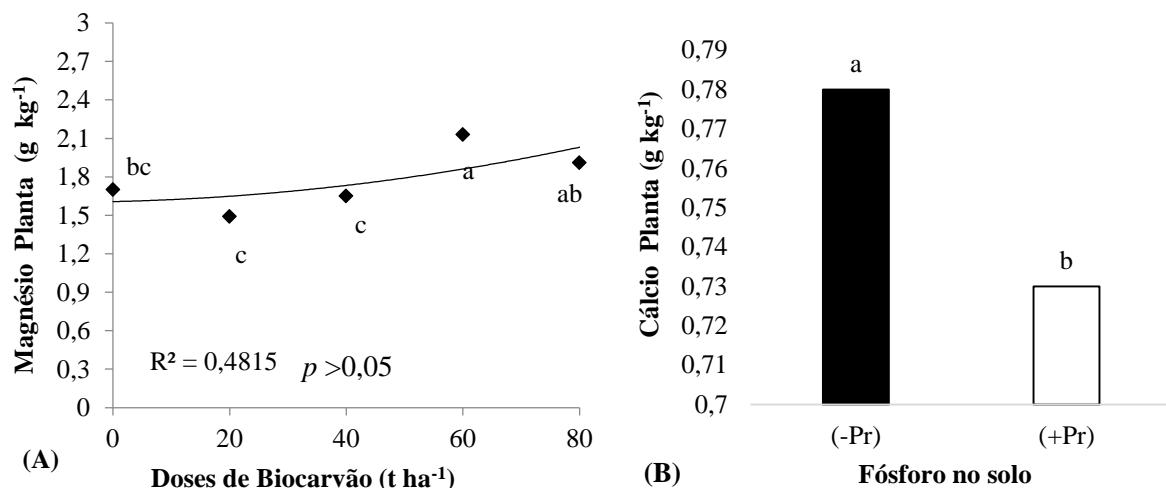 Magnésio Planta (g kg⁻¹)
3
2,7
2,4
2,1
1,8
1,5
1,2
0,9
0,6
0,3
0
bc
c
c
a
ab
R² = 0,4815 p >0,05
0 20 40 60 80
(A)
Doses de Biocarvão (t ha⁻¹)
Cálcio Planta (g kg⁻¹)
0,79
0,78
0,77
0,76
0,75
0,74
0,73
0,72
0,71
0,7
a
b
(-Pr) (+Pr)
(B) Fósforo no solo